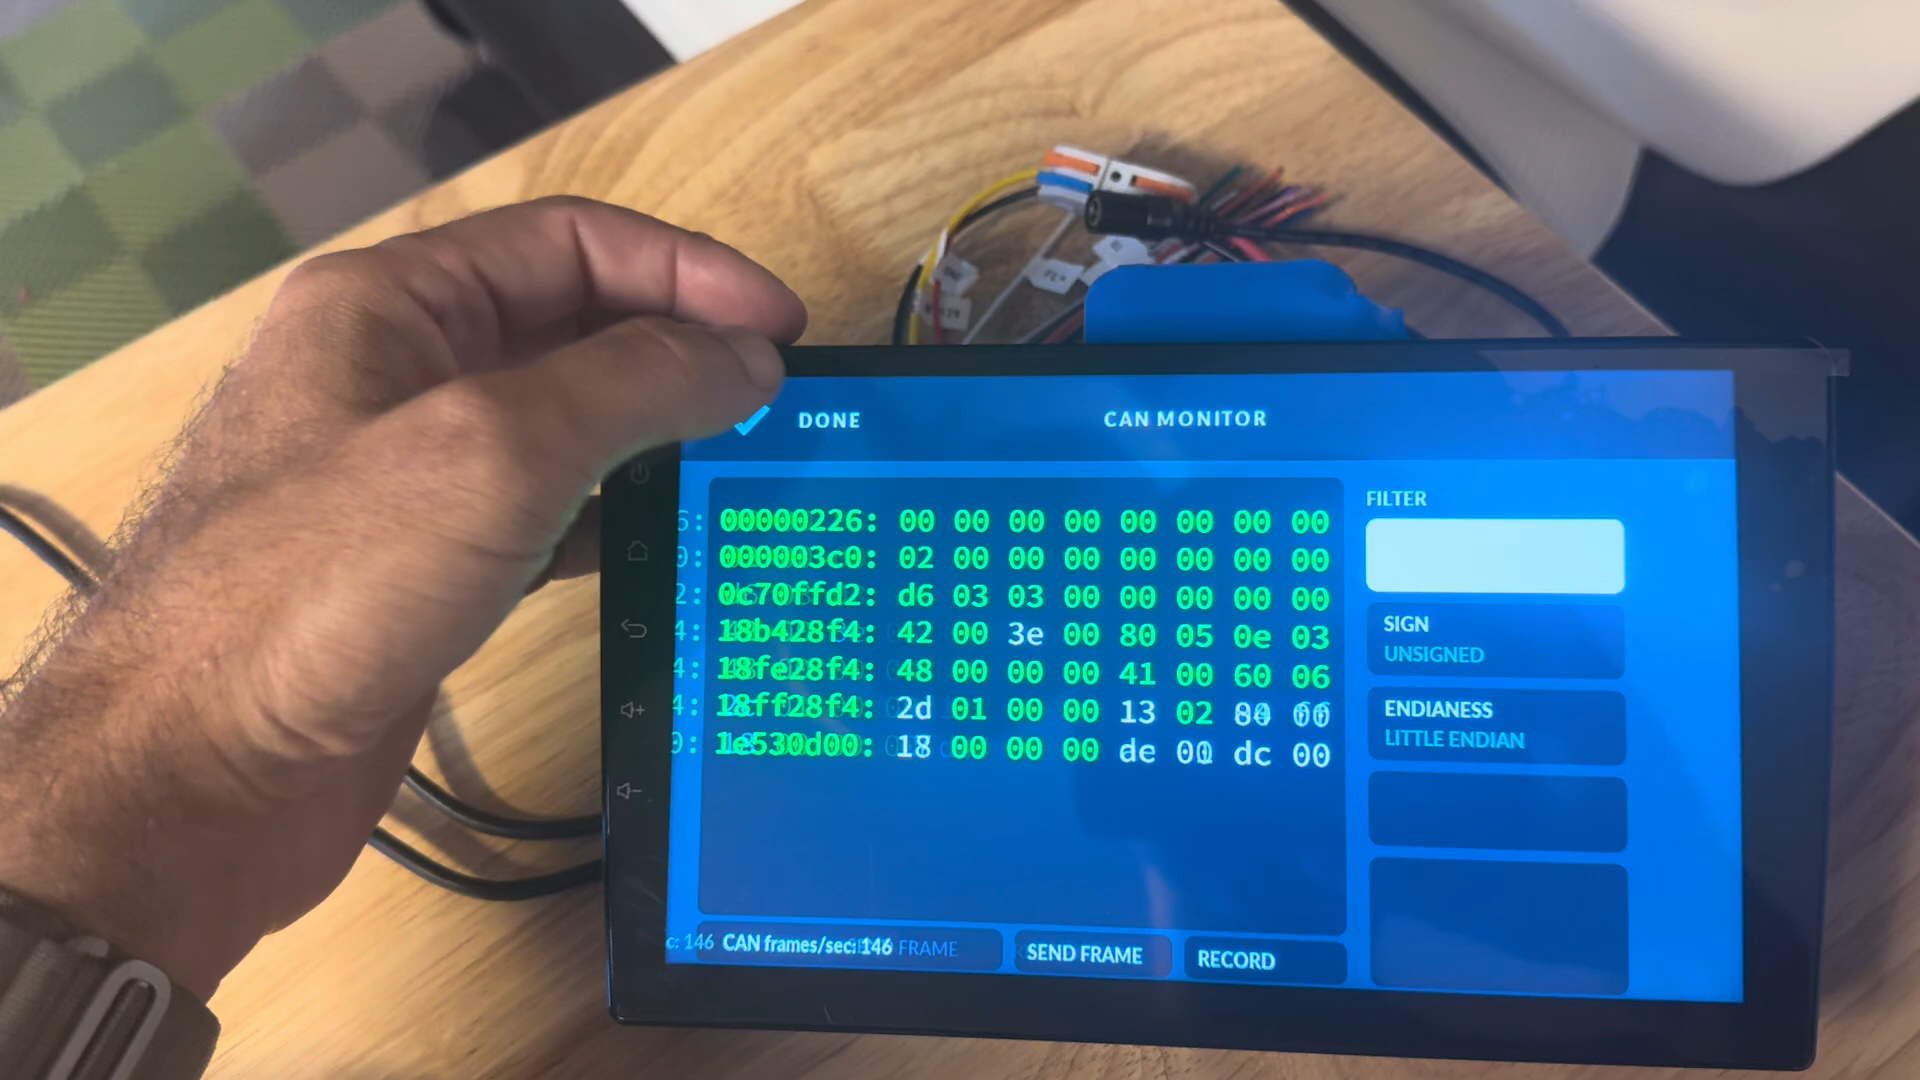 DONE
CAN MONITOR
00000226: 00 00 00 00 00 00 00 00
000003c0: 02 00 00 00 00 00 00 00
0c70ffd2: d6 03 03 00 00 00 00 00
18b428f4: 42 00 3e 00 80 05 0e 03
18fe28f4: 48 00 00 00 41 00 60 06
18ff28f4: 2d 01 00 00 13 02
1e530d00: 18 00 00 00 de dc 00
CAN frames/sec: 146
SEND FRAME
RECORD
FILTER
SIGN
UNSIGNED
ENDIANESS
LITTLE ENDIAN